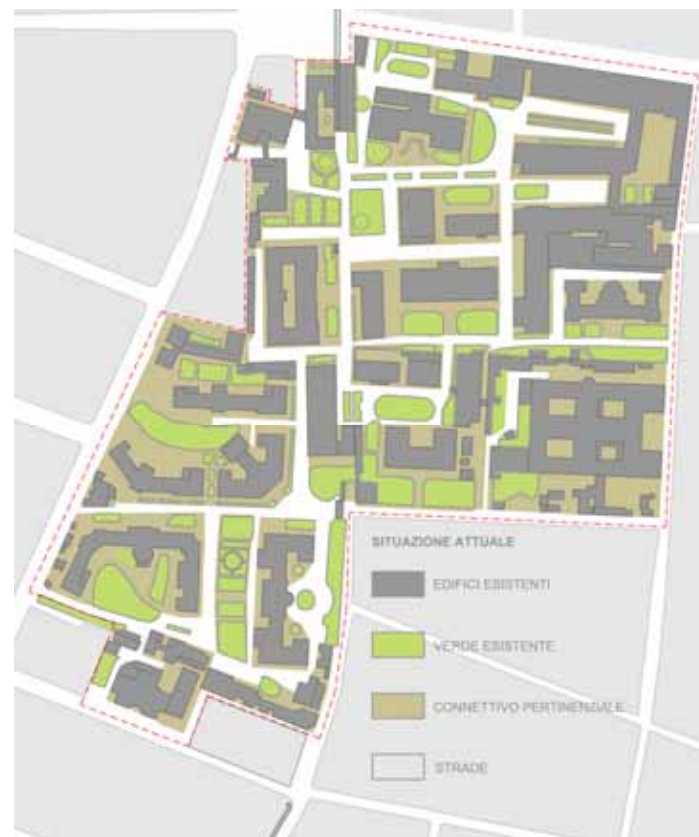 SITUAZIONE ATTUALE
EDIFICI ESISTENTI
VERDE ESISTENTE
CONNETTIVO PERTINENZIALE
STRADE